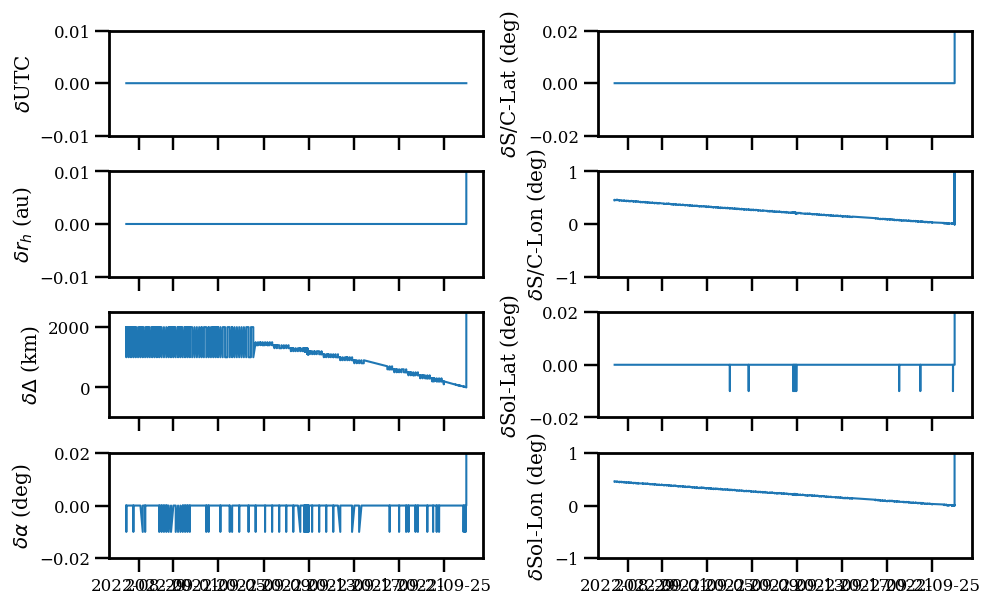 0.01
δUTC
0.00
−0.01
0.02
δS/C-Lat (deg)
0.00
−0.02
0.01
δr_h (au)
0.00
−0.01
1
δS/C-Lon (deg)
0
−1
2000
δΔ (km)
0
0.02
δSol-Lat (deg)
0.00
−0.02
0.02
δα (deg)
0.00
−0.02
1
δSol-Lon (deg)
0
−1